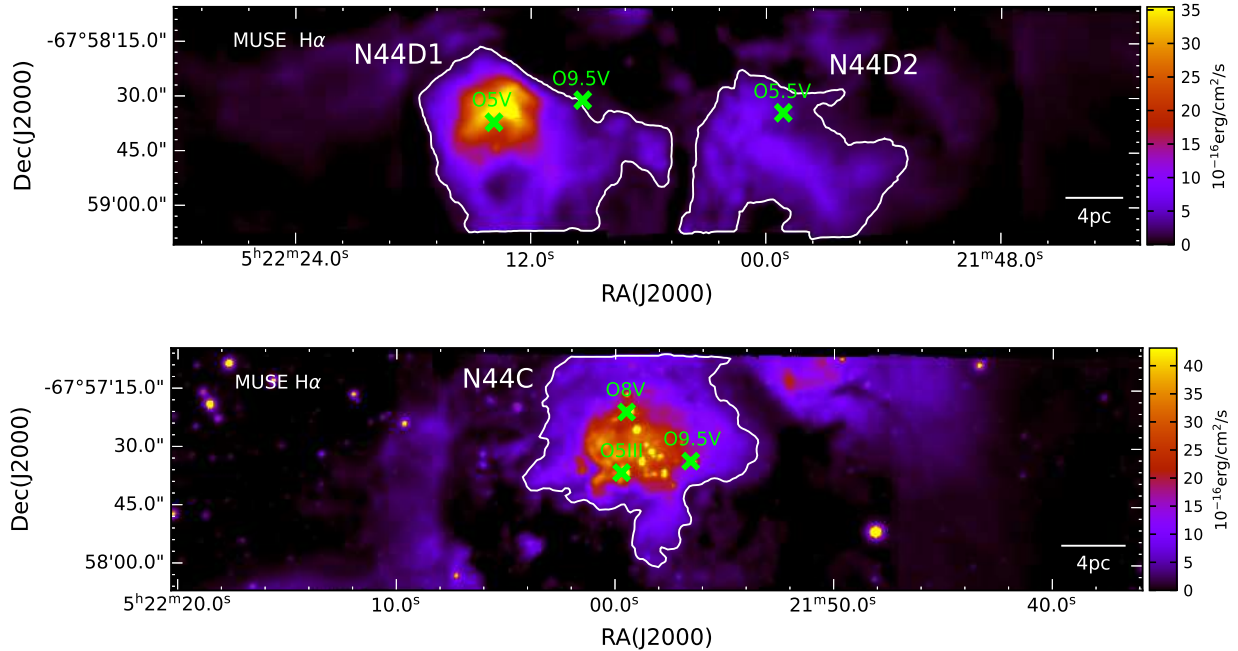 MUSE Hα
N44D1
N44D2
O5V
O9.5V
O5.5V
4pc
-67°58'15.0"
30.0"
45.0"
59'00.0"
Dec(J2000)
5ʰ22ᵐ24.0ˢ 12.0ˢ 00.0ˢ 21ᵐ48.0ˢ
RA(J2000)
35
30
25
20
15
10
5
0
10⁻¹⁶erg/cm²/s
MUSE Hα
N44C
O8V
O9.5V
O5III
4pc
-67°57'15.0"
30.0"
45.0"
58'00.0"
Dec(J2000)
5ʰ22ᵐ20.0ˢ 10.0ˢ 00.0ˢ 21ᵐ50.0ˢ 40.0ˢ
RA(J2000)
40
35
30
25
20
15
10
5
0
10⁻¹⁶erg/cm²/s